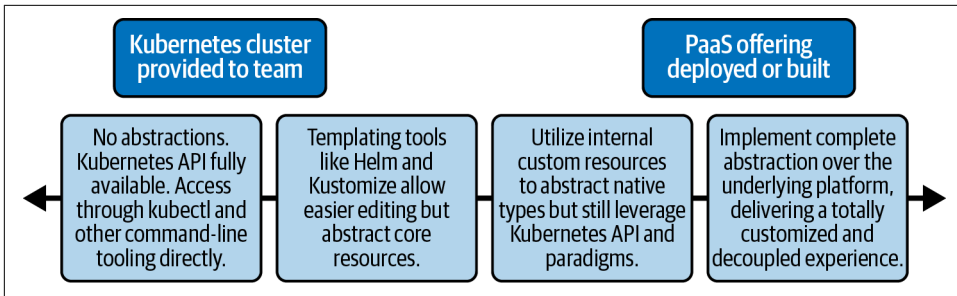 Kubernetes cluster
provided to team
PaaS offering
deployed or built
No abstractions.
Kubernetes API fully
available. Access
through kubectl and
other command-line
tooling directly.
Templating tools
like Helm and
Kustomize allow
easier editing but
abstract core
resources.
Utilize internal
custom resources
to abstract native
types but still leverage
Kubernetes API and
paradigms.
Implement complete
abstraction over the
underlying platform,
delivering a totally
customized and
decoupled experience.